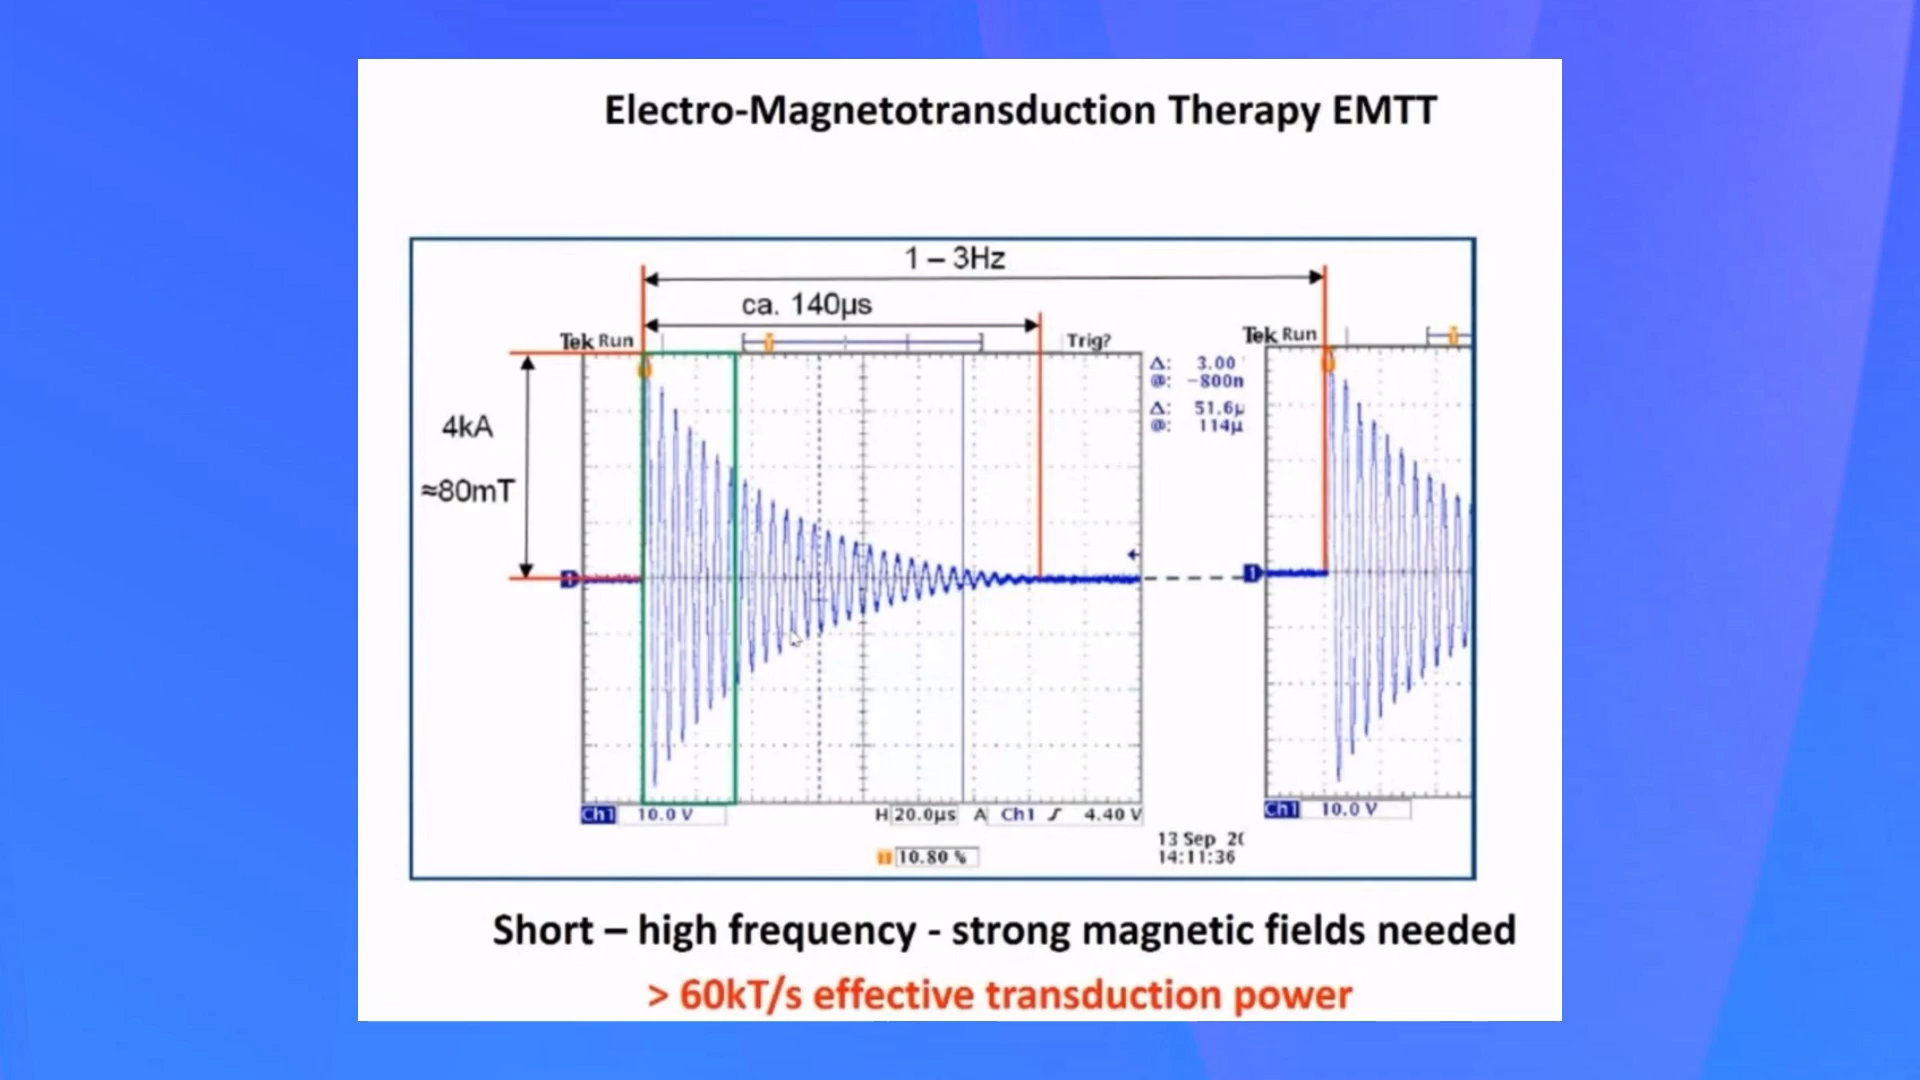 Electro-Magnetotransduction Therapy EMTT
1 – 3Hz
ca. 140µs
Tek Run
Trig?
Tek Run
Δ: 3.00
@: -800n
Δ: 51.6µ
@: 114µ
4kA
≈80mT
1
1
Ch1 10.0 V
H 20.0µs A Ch1 4.40 V
Ch1 10.0 V
13 Sep 20
14:11:36
10.80 %
Short – high frequency - strong magnetic fields needed
> 60kT/s effective transduction power